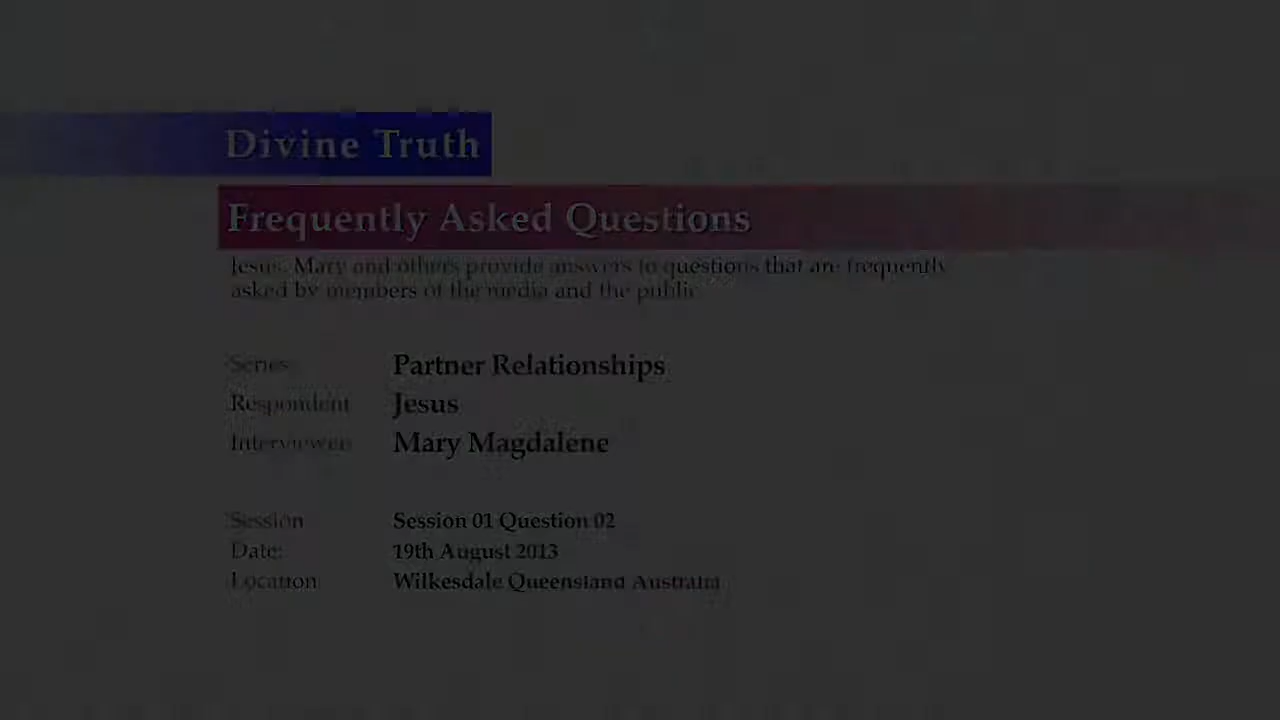 Divine Truth
Frequently Asked Questions
Jesus, Mary and others provide answers to questions that are frequently
asked by members of the media and the public
Series: Partner Relationships
Respondent: Jesus
Interviewer: Mary Magdalene
Session: Session 01 Question 02
Date: 19th August 2013
Location: Wilkesdale Queensland Australia